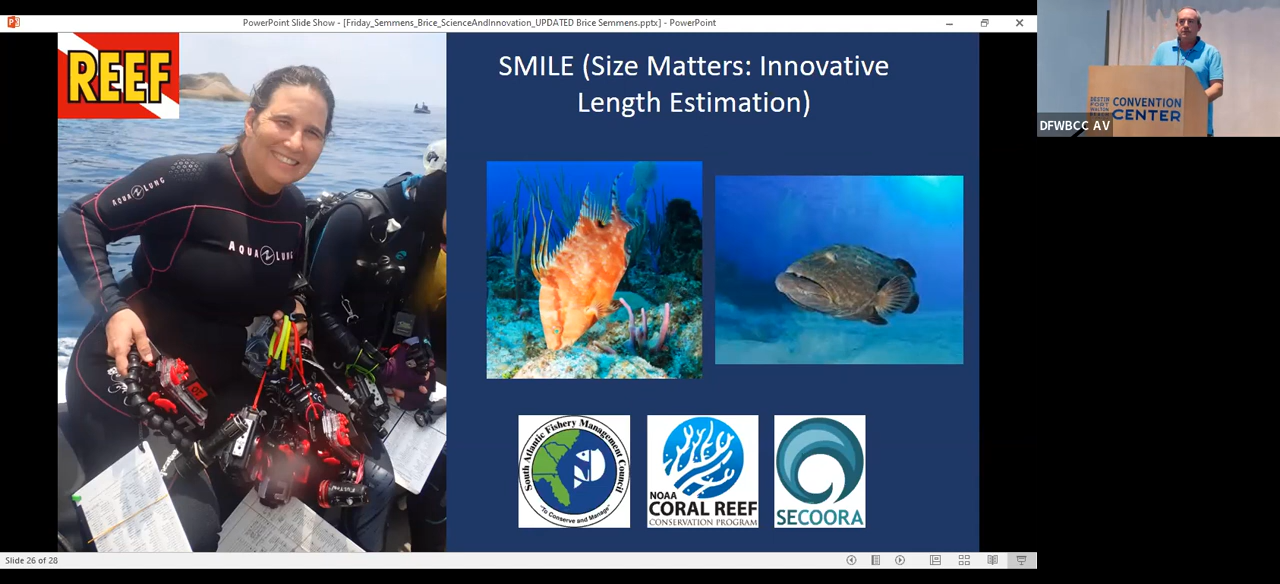 PowerPoint Slide Show - [Friday_Semmens_Brice_ScienceAndInnovation_UPDATED Brice Semmens.pptx] - PowerPoint
REEF
SMILE (Size Matters: Innovative
Length Estimation)
AQUA LUNG
AQUA LUNG
South Atlantic Fishery Management Council
"To Conserve and Manage"
NOAA
CORAL REEF
CONSERVATION PROGRAM
SECOORA
DESTIN
FORT
WALTON
BEACH
CONVENTION
CENTER
DFWBCC AV
Slide 26 of 28